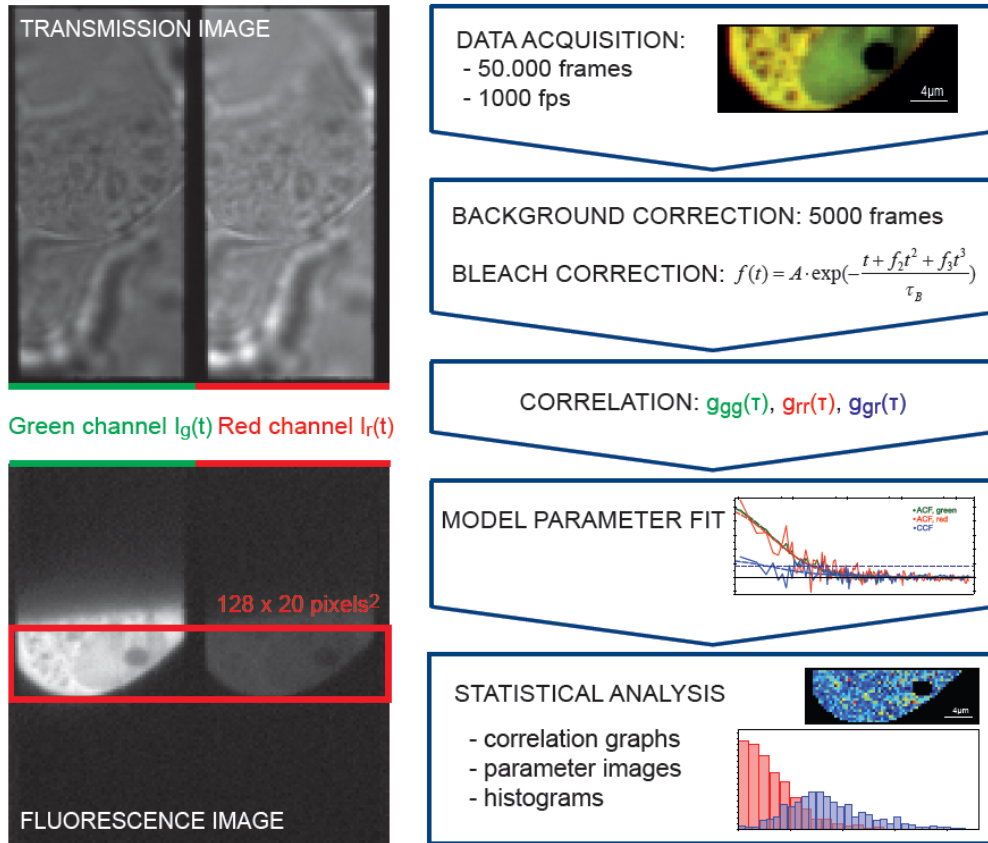 TRANSMISSION IMAGE
Green channel Ig(t) Red channel Ir(t)
128 x 20 pixels²
FLUORESCENCE IMAGE
DATA ACQUISITION:
- 50.000 frames
- 1000 fps
4µm
BACKGROUND CORRECTION: 5000 frames
BLEACH CORRECTION: f(t) = A·exp(-(t + f₂t² + f₃t³)/τ_B)
CORRELATION: ggg(τ), grr(τ), ggr(τ)
MODEL PARAMETER FIT
ACF, green
ACF, red
CCF
STATISTICAL ANALYSIS
- correlation graphs
- parameter images
- histograms
4µm